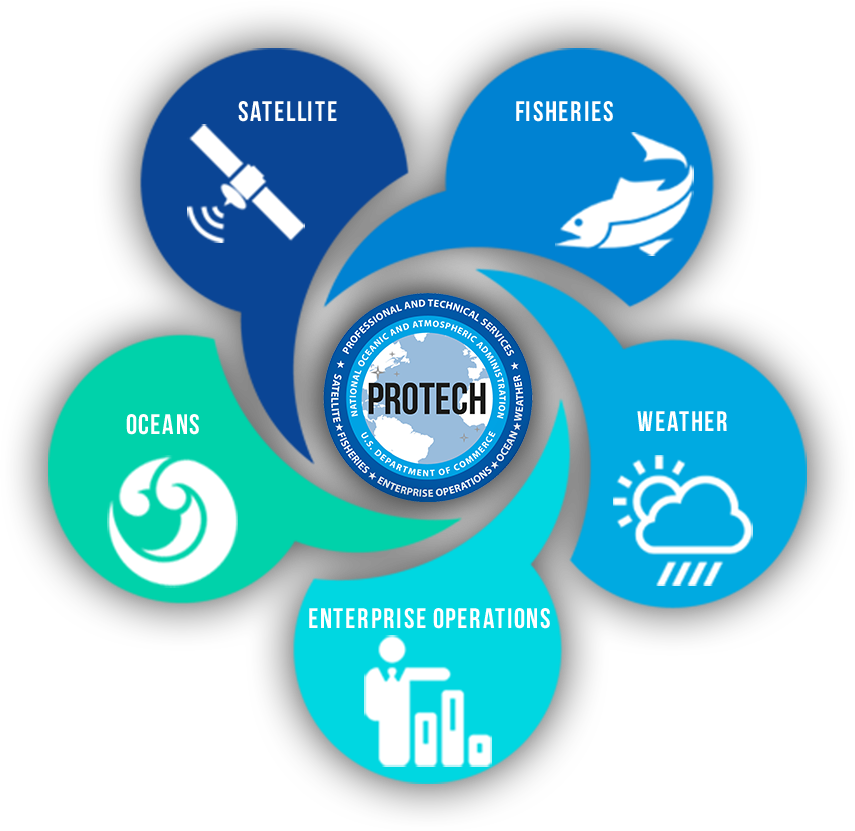 SATELLITE
FISHERIES
PROFESSIONAL AND TECHNICAL SERVICES
NATIONAL OCEANIC AND ATMOSPHERIC ADMINISTRATION
PROTECH
U.S. DEPARTMENT OF COMMERCE
★ SATELLITE ★ FISHERIES ★ ENTERPRISE OPERATIONS ★ OCEAN ★ WEATHER ★
OCEANS
WEATHER
ENTERPRISE OPERATIONS